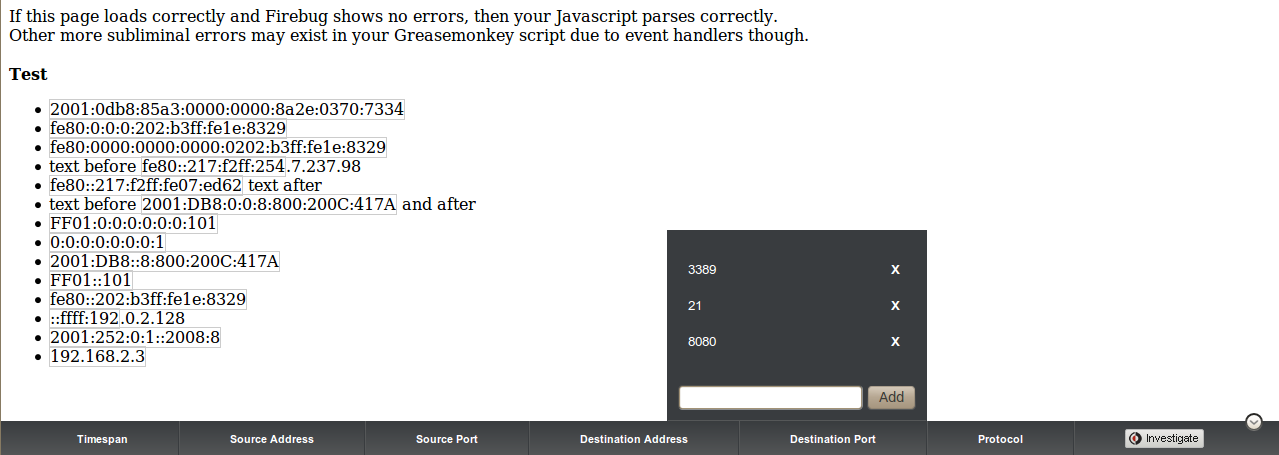 If this page loads correctly and Firebug shows no errors, then your Javascript parses correctly.
Other more subliminal errors may exist in your Greasemonkey script due to event handlers though.
Test
2001:0db8:85a3:0000:0000:8a2e:0370:7334
fe80:0:0:0:202:b3ff:fe1e:8329
fe80:0000:0000:0000:0202:b3ff:fe1e:8329
text before fe80::217:f2ff:254.7.237.98
fe80::217:f2ff:fe07:ed62 text after
text before 2001:DB8:0:0:8:800:200C:417A and after
FF01:0:0:0:0:0:0:101
0:0:0:0:0:0:0:1
2001:DB8::8:800:200C:417A
FF01::101
fe80::202:b3ff:fe1e:8329
::ffff:192.0.2.128
2001:252:0:1::2008:8
192.168.2.3
3389 X
21 X
8080 X
Add
Timespan Source Address Source Port Destination Address Destination Port Protocol Investigate